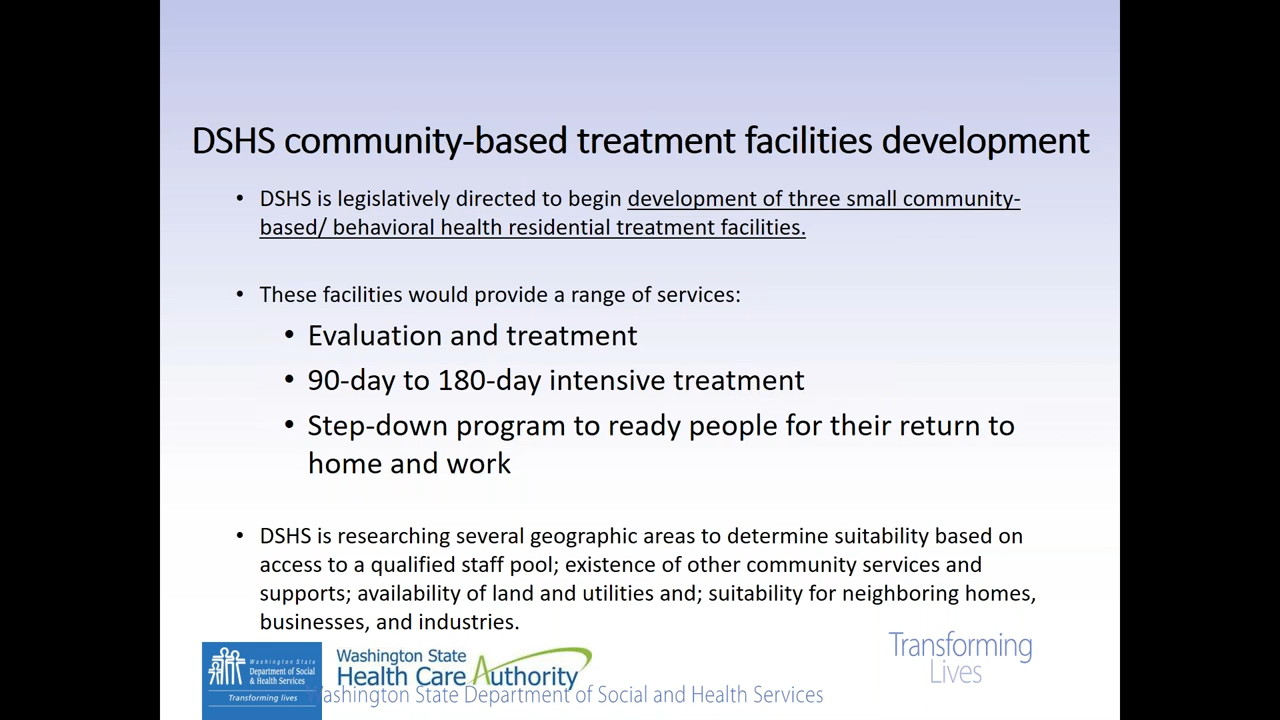 DSHS community-based treatment facilities development
• DSHS is legislatively directed to begin development of three small community-
based/ behavioral health residential treatment facilities.
• These facilities would provide a range of services:
• Evaluation and treatment
• 90-day to 180-day intensive treatment
• Step-down program to ready people for their return to
home and work
• DSHS is researching several geographic areas to determine suitability based on
access to a qualified staff pool; existence of other community services and
supports; availability of land and utilities and; suitability for neighboring homes,
businesses, and industries.
Washington State
Department of Social
& Health Services
Transforming lives
Washington State
Health Care Authority
Washington State Department of Social and Health Services
Transforming
Lives